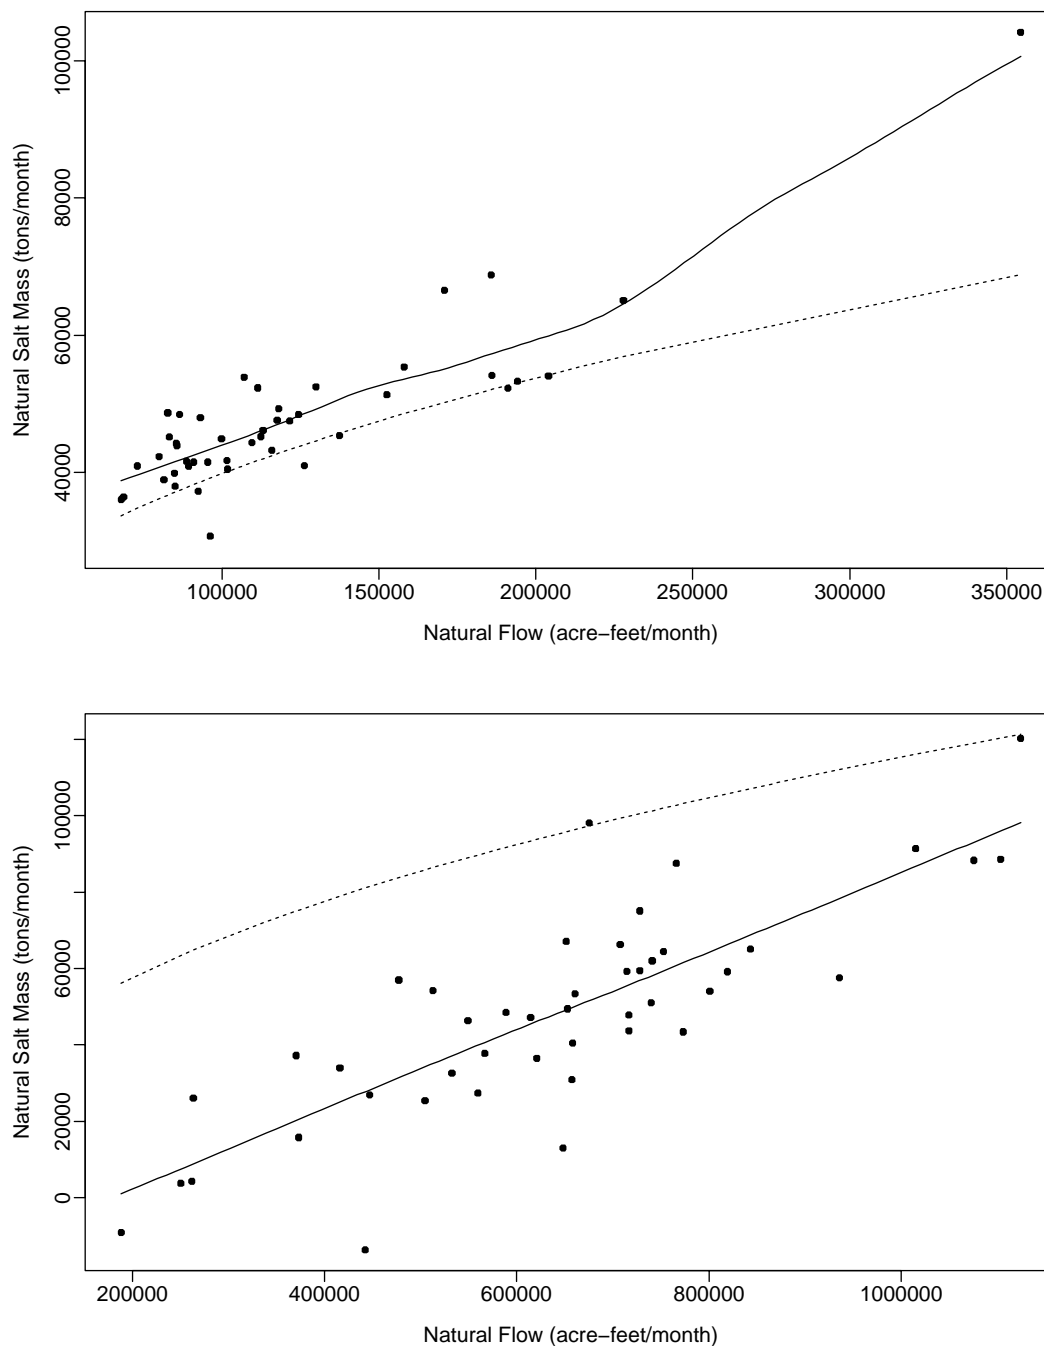 100000
80000
60000
40000
Natural Salt Mass (tons/month)
100000 150000 200000 250000 300000 350000
Natural Flow (acre−feet/month)
100000
60000
20000
0
Natural Salt Mass (tons/month)
200000 400000 600000 800000 1000000
Natural Flow (acre−feet/month)